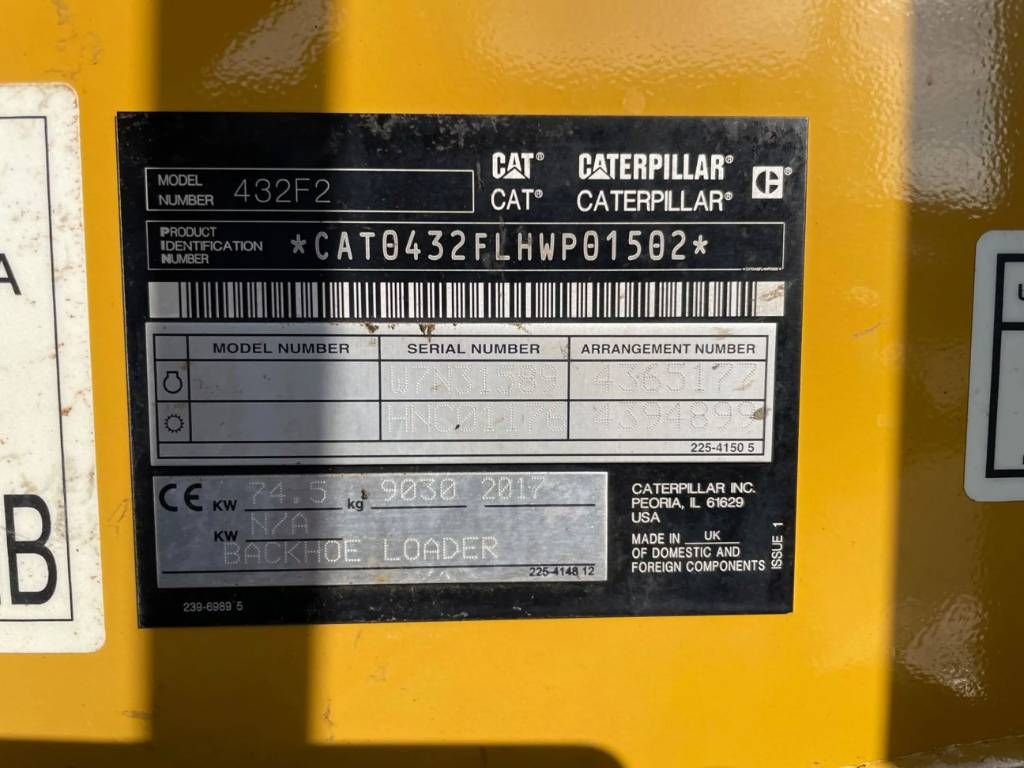 MODEL NUMBER 432F2
CAT® CATERPILLAR®
CAT® CATERPILLAR®
C®
PRODUCT IDENTIFICATION NUMBER *CAT0432FLHWP01502*
MODEL NUMBER SERIAL NUMBER ARRANGEMENT NUMBER
W7N31589 4365177
HNC01176 4394899
225-4150 5
CE KW 74.5 kg 9030 2017
KW N/A
BACKHOE LOADER
225-4148 12
CATERPILLAR INC.
PEORIA, IL 61629
USA
MADE IN UK
OF DOMESTIC AND
FOREIGN COMPONENTS
ISSUE 1
239-6989 5
A
B
U